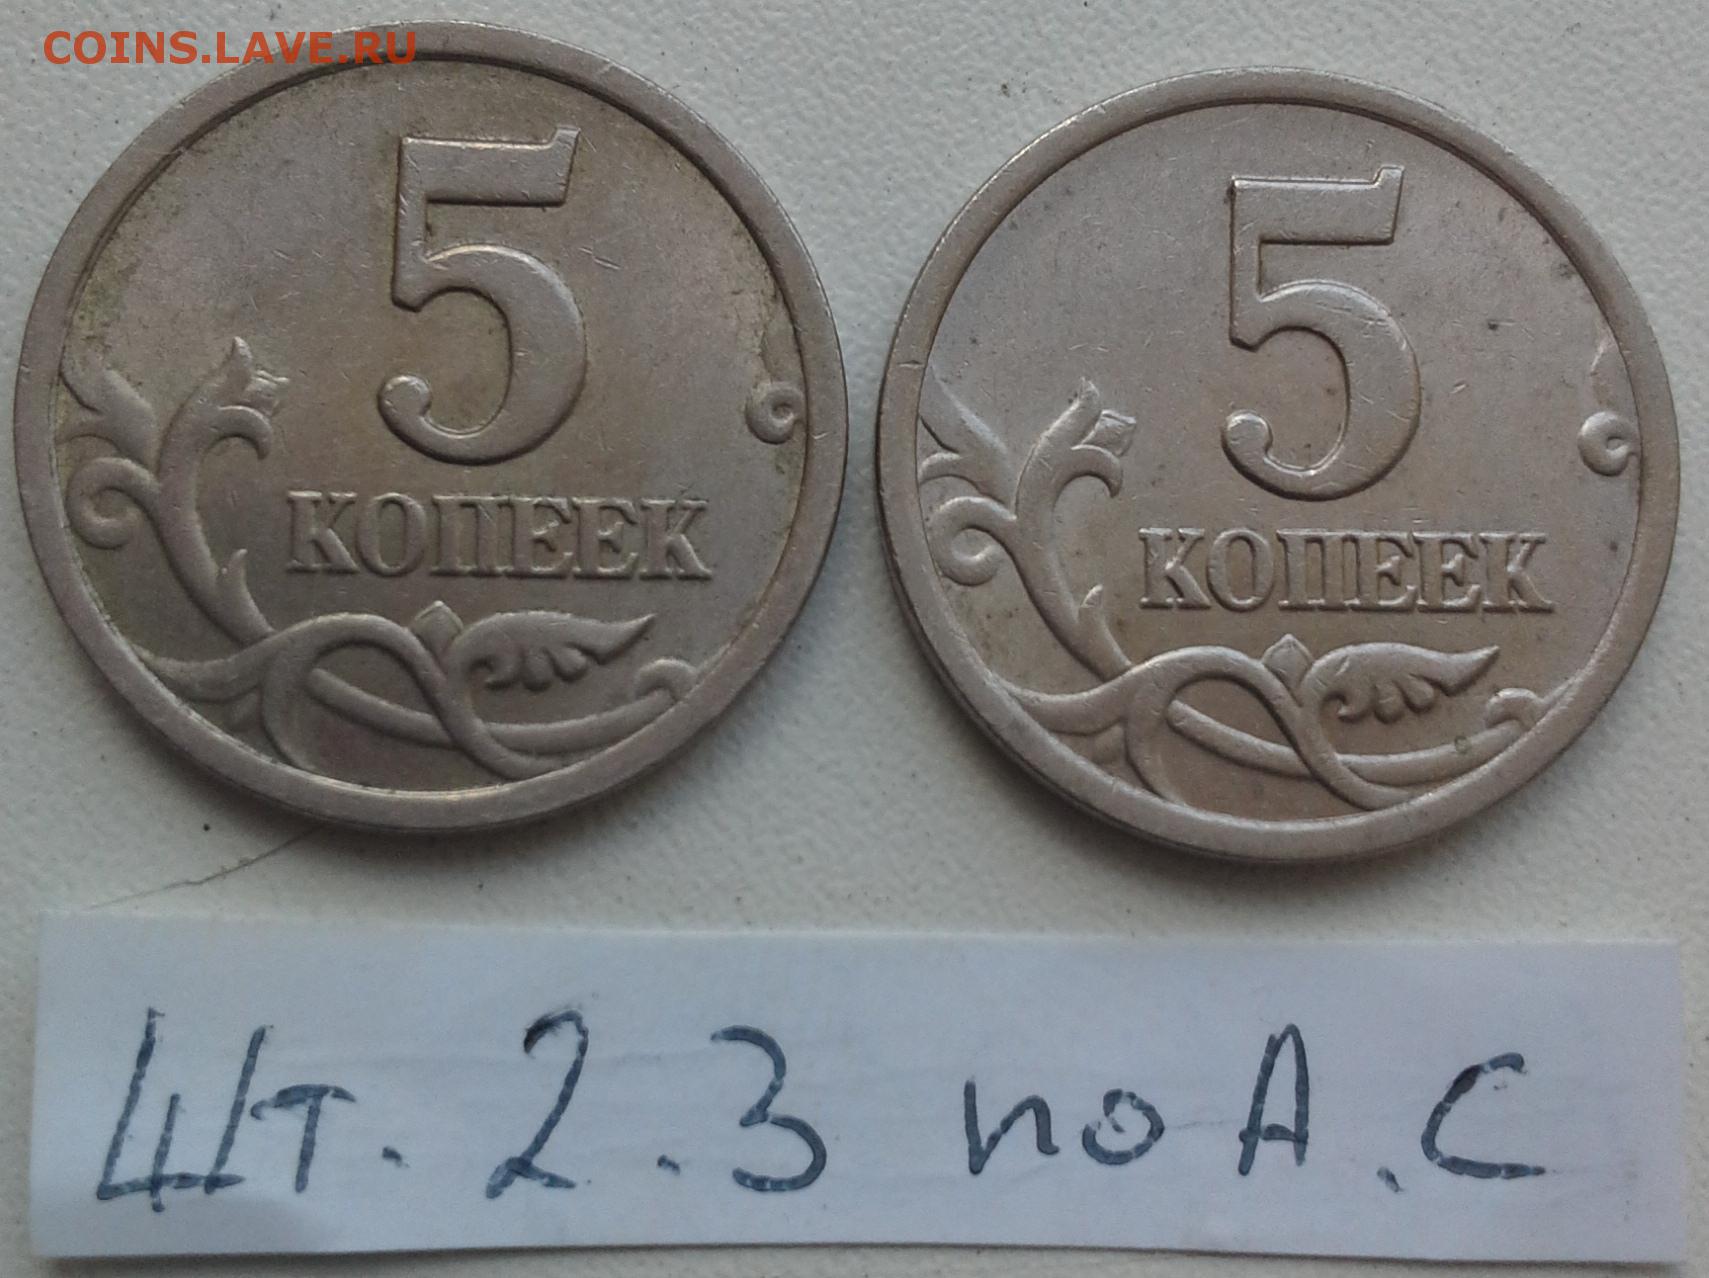 COINS.LAVE.RU
5
КОПЕЕК
5
КОПЕЕК
Шт. 2.3 по А.С